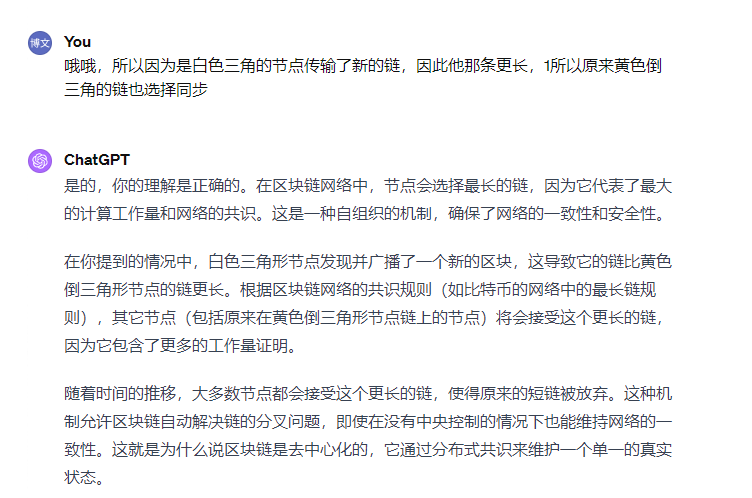 博文
You
哦哦，所以因为是白色三角的节点传输了新的链，因此他那条更长，1所以原来黄色倒
三角的链也选择同步
ChatGPT
是的，你的理解是正确的。在区块链网络中，节点会选择最长的链，因为它代表了最大
的计算工作量和网络的共识。这是一种自组织的机制，确保了网络的一致性和安全性。
在你提到的情况中，白色三角形节点发现并广播了一个新的区块，这导致它的链比黄色
倒三角形节点的链更长。根据区块链网络的共识规则（如比特币的网络中的最长链规
则），其它节点（包括原来在黄色倒三角形节点链上的节点）将会接受这个更长的链，
因为它包含了更多的工作量证明。
随着时间的推移，大多数节点都会接受这个更长的链，使得原来的短链被放弃。这种机
制允许区块链自动解决链的分叉问题，即使在没有中央控制的情况下也能维持网络的一
致性。这就是为什么说区块链是去中心化的，它通过分布式共识来维护一个单一的真实
状态。